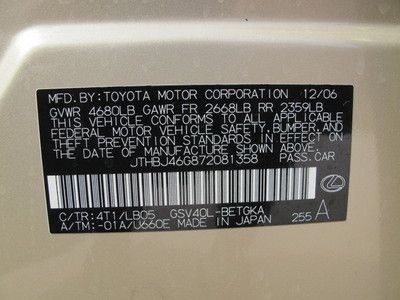 MFD. BY: TOYOTA MOTOR CORPORATION 12/06
GVWR 4680LB GAWR FR 2668LB RR 2359LB
THIS VEHICLE CONFORMS TO ALL APPLICABLE
FEDERAL MOTOR VEHICLE SAFETY, BUMPER, AND
THEFT PREVENTION STANDARDS IN EFFECT ON
THE DATE OF MANUFACTURE SHOWN ABOVE.
JTHBJ46G872081358 PASS. CAR
C/TR: 4T1/LB05 GSV40L-BETGKA
A/TM: -01A/U660E MADE IN JAPAN 255 A